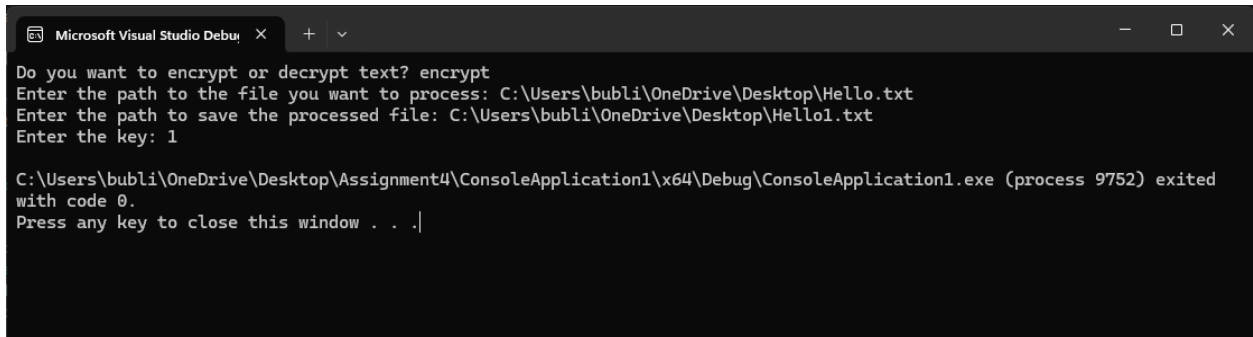 Microsoft Visual Studio Debu
Do you want to encrypt or decrypt text? encrypt
Enter the path to the file you want to process: C:\Users\bubli\OneDrive\Desktop\Hello.txt
Enter the path to save the processed file: C:\Users\bubli\OneDrive\Desktop\Hello1.txt
Enter the key: 1
C:\Users\bubli\OneDrive\Desktop\Assignment4\ConsoleApplication1\x64\Debug\ConsoleApplication1.exe (process 9752) exited
with code 0.
Press any key to close this window . . .